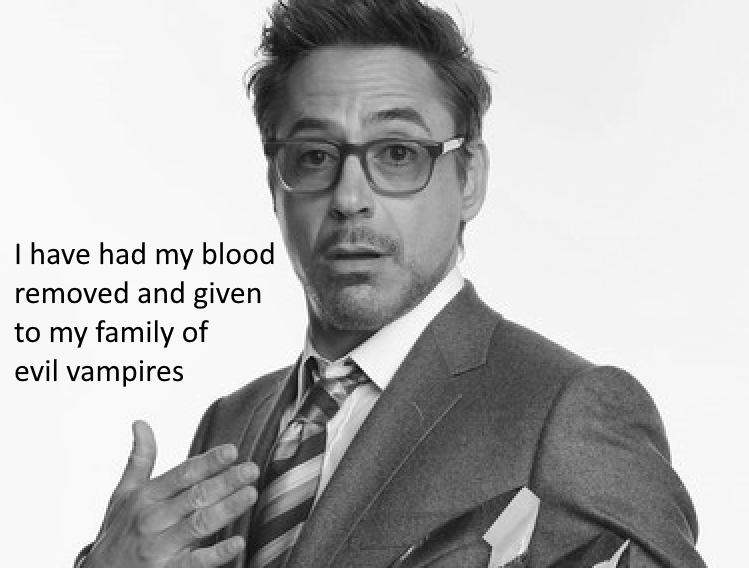 I have had my blood
removed and given
to my family of
evil vampires